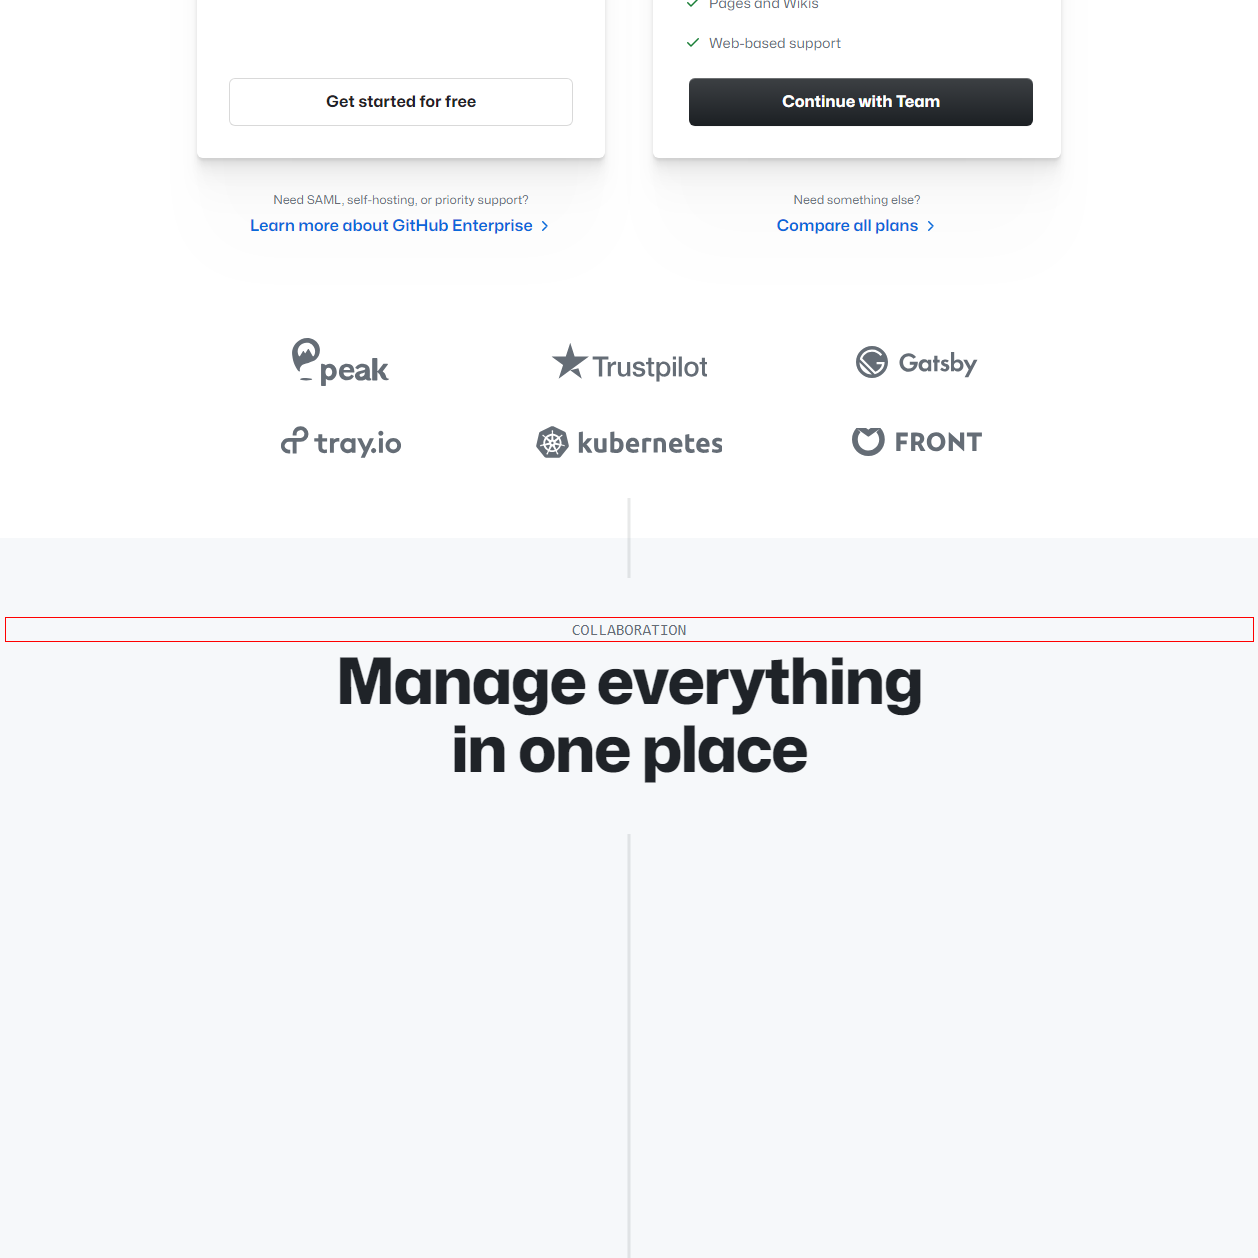 Pages and Wikis
Web-based support
Get started for free
Continue with Team
Need SAML, self-hosting, or priority support?
Learn more about GitHub Enterprise
Need something else?
Compare all plans
peak
Trustpilot
Gatsby
tray.io
kubernetes
FRONT
COLLABORATION
Manage everything
in one place